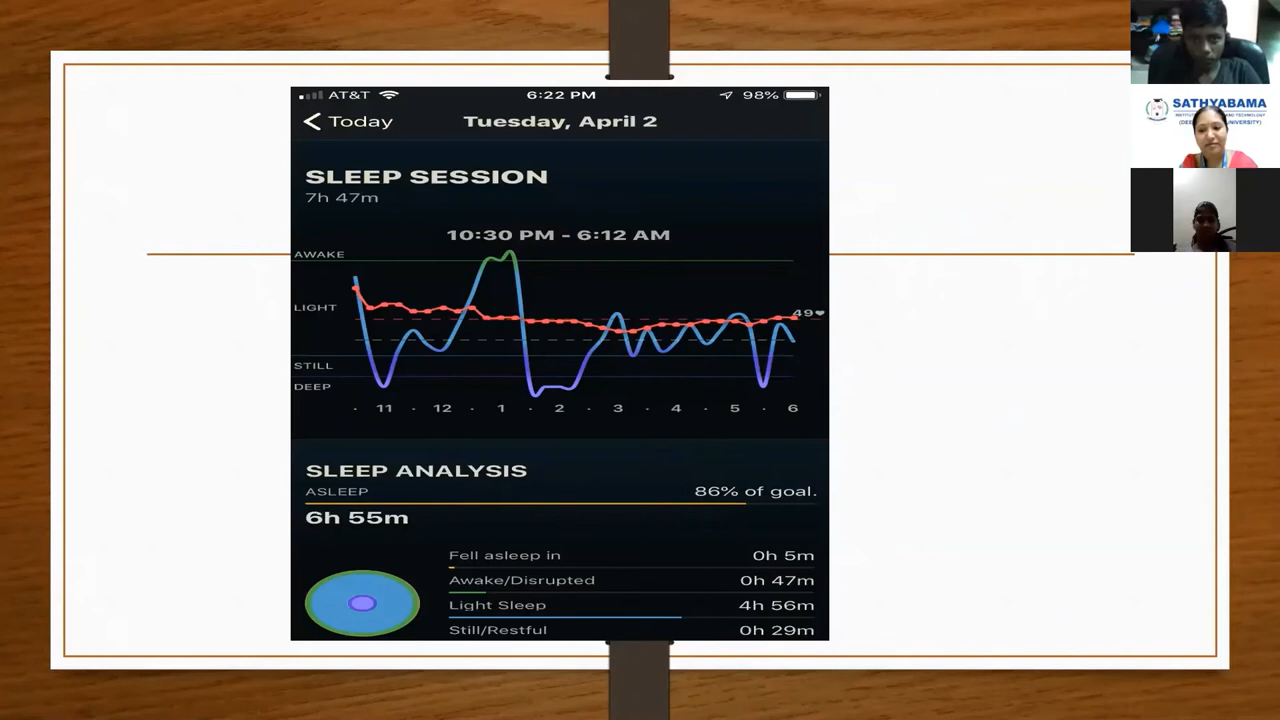 AT&T 6:22 PM 98%
Today Tuesday, April 2
SLEEP SESSION
7h 47m
10:30 PM - 6:12 AM
AWAKE
LIGHT
49
STILL
DEEP
11 12 1 2 3 4 5 6
SLEEP ANALYSIS
ASLEEP 86% of goal.
6h 55m
Fell asleep in 0h 5m
Awake/Disrupted 0h 47m
Light Sleep 4h 56m
Still/Restful 0h 29m
SATHYABAMA